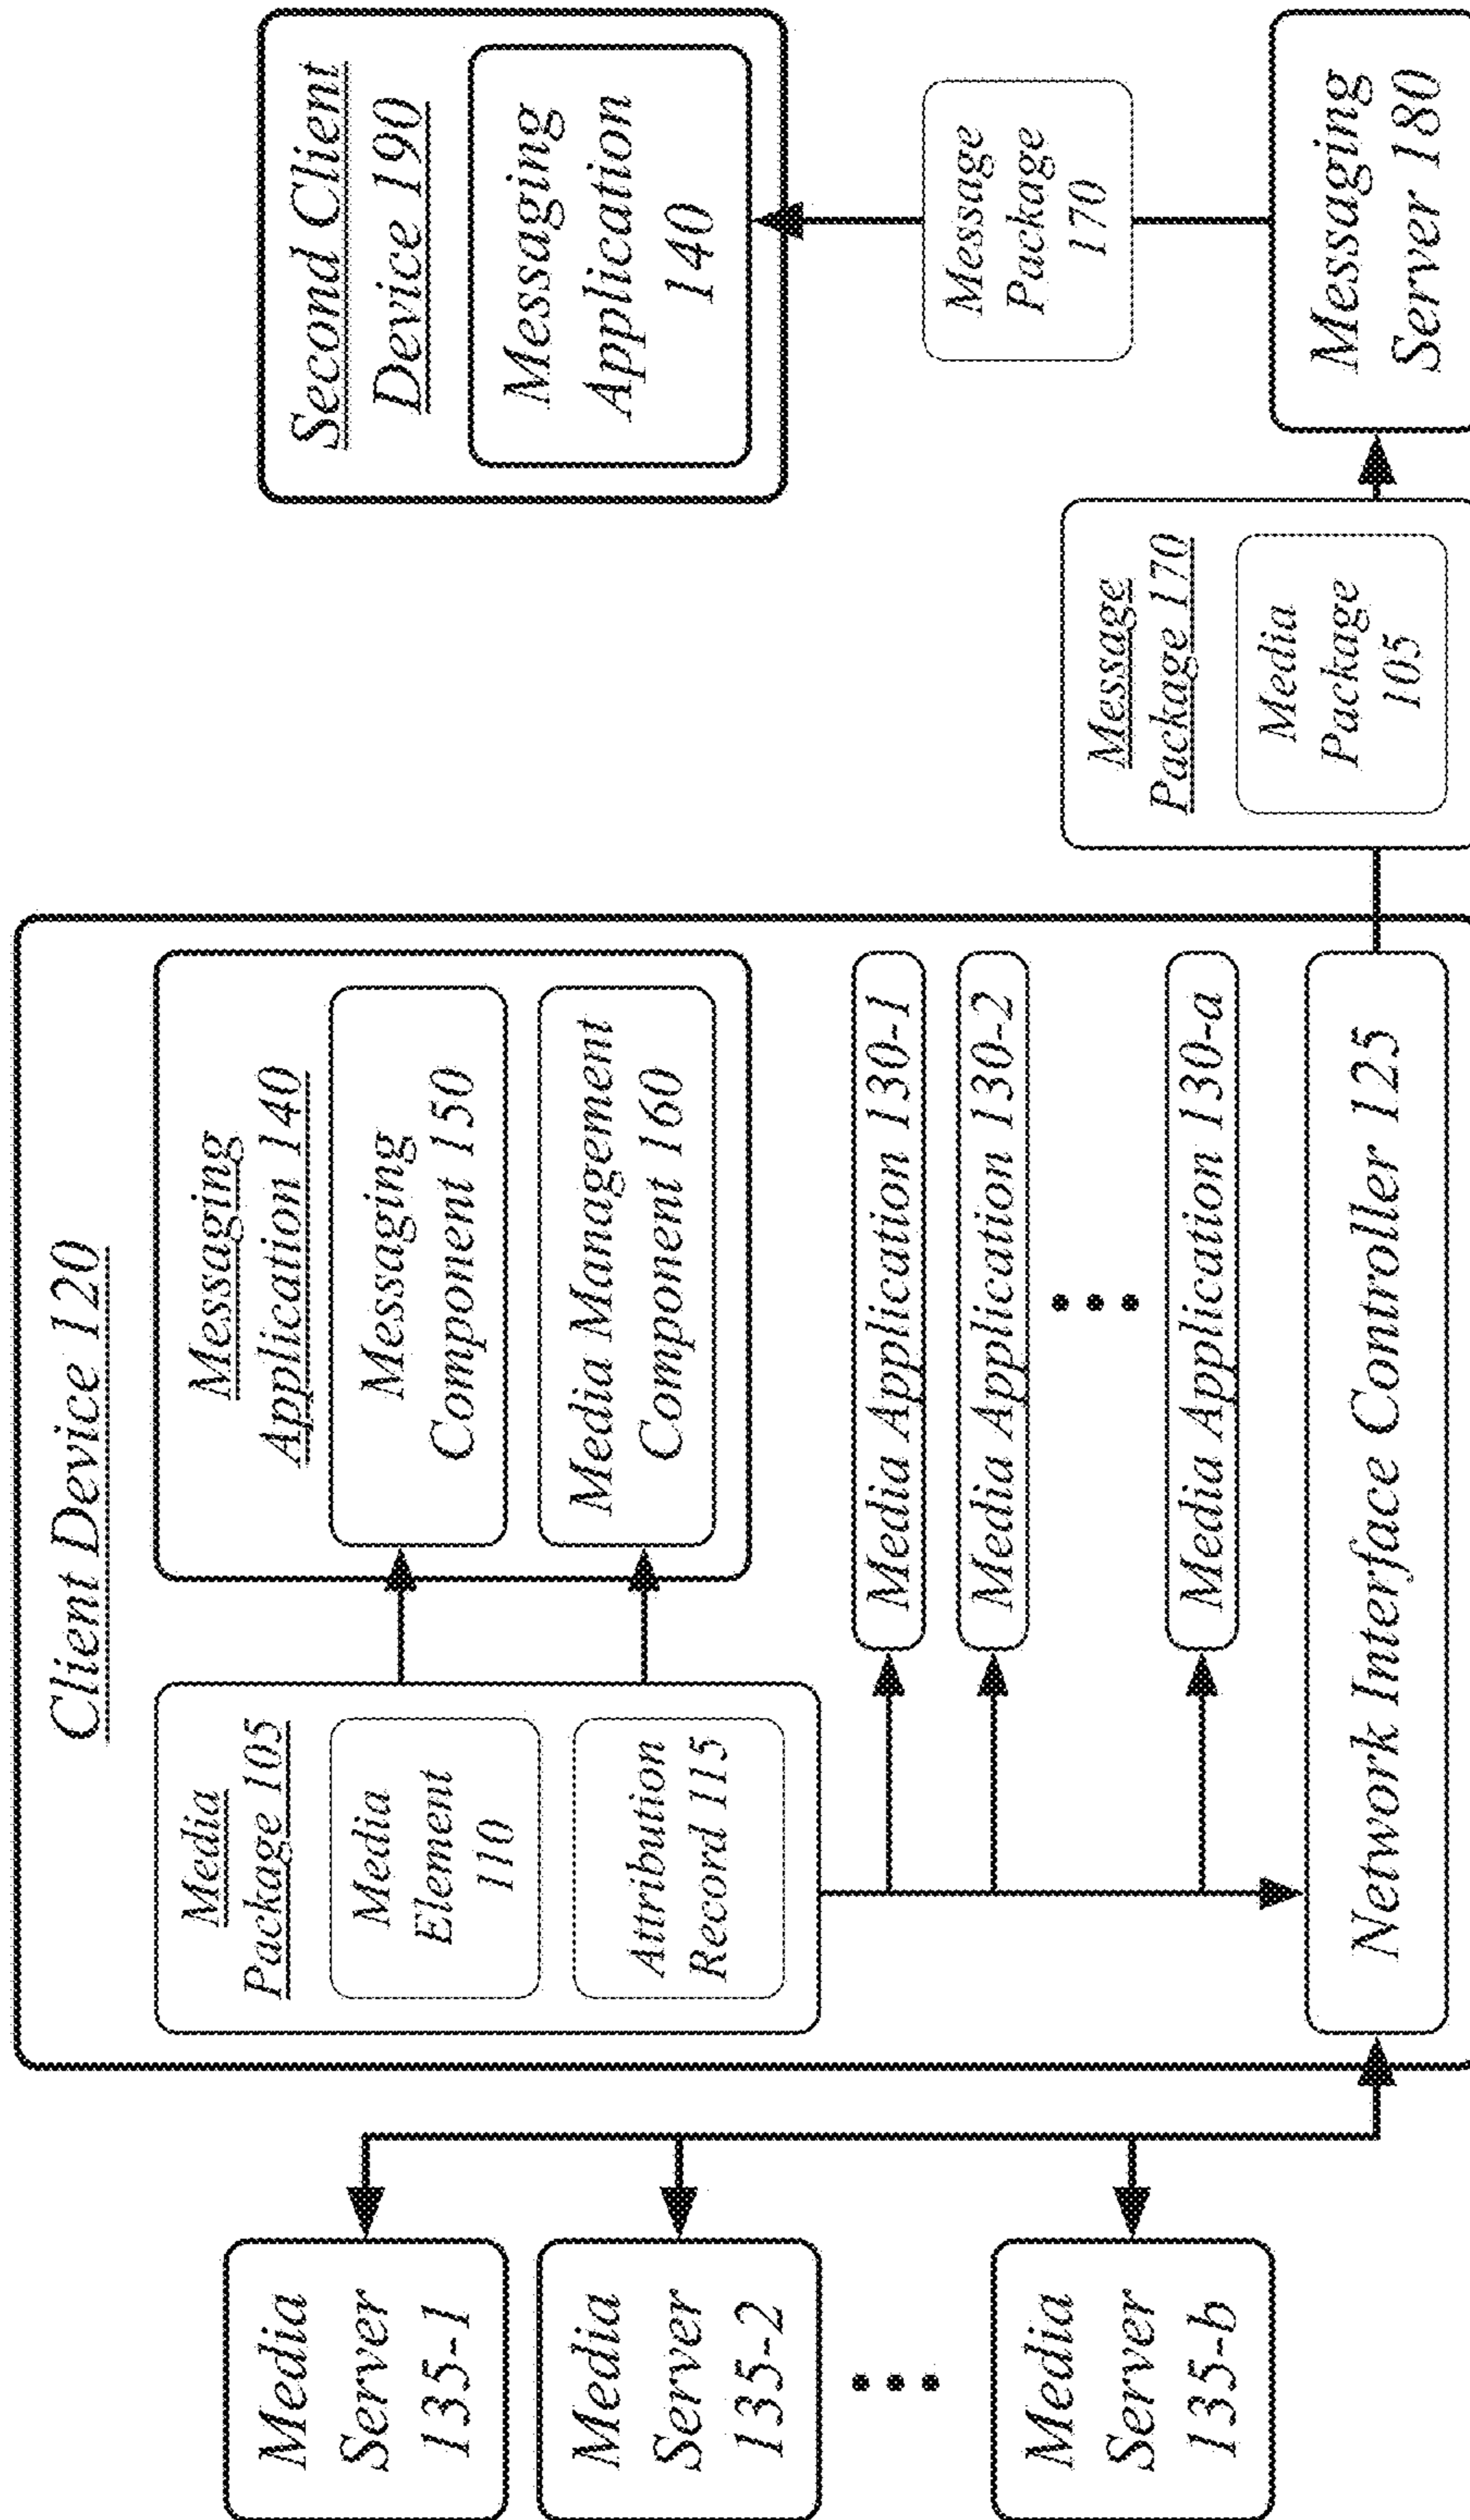 Client Device 120
Media
Package 105
Media
Element
110
Attribution
Record 115
Messaging
Application 140
Messaging
Component 150
Media Management
Component 160
Media Application 130-1
Media Application 130-2
Media Application 130-a
Network Interface Controller 125
Media
Server
135-1
Media
Server
135-2
Media
Server
135-b
Message
Package 170
Media
Package
105
Messaging
Server 180
Message
Package
170
Second Client
Device 190
Messaging
Application
140